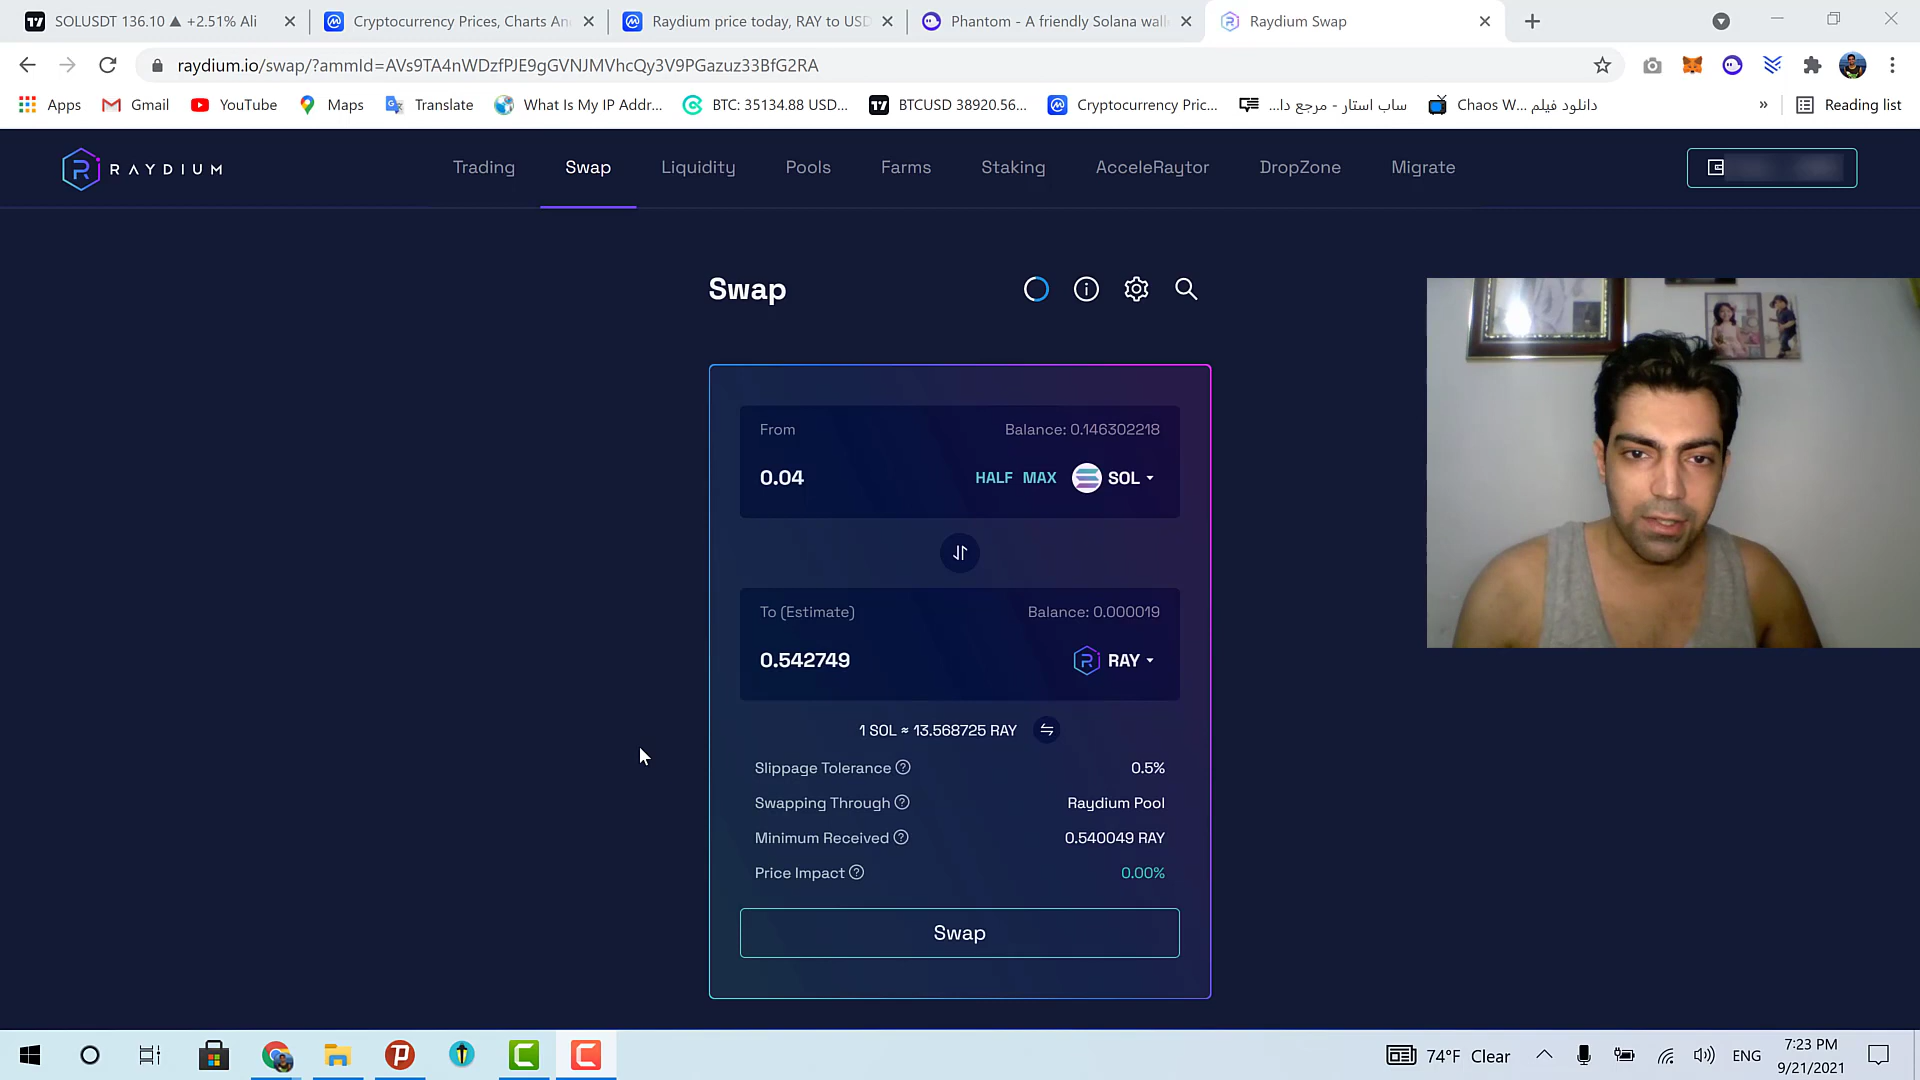 SOLUSDT 136.10 ▲ +2.51% Ali
Cryptocurrency Prices, Charts An
Raydium price today, RAY to USD
Phantom - A friendly Solana wall
Raydium Swap
raydium.io/swap/?ammId=AVs9TA4nWDzfPJE9gGVNJMVhcQy3V9PGazuz33BfG2RA
Apps
Gmail
YouTube
Maps
Translate
What Is My IP Addr...
BTC: 35134.88 USD...
BTCUSD 38920.56...
Cryptocurrency Pric...
ساب استار - مرجع دا...
Chaos W... دانلود فیلم
»
Reading list
RAYDIUM
Trading
Swap
Liquidity
Pools
Farms
Staking
AcceleRaytor
DropZone
Migrate
Swap
From
Balance: 0.146302218
0.04
HALF MAX
SOL
To (Estimate)
Balance: 0.000019
0.542749
RAY
1 SOL ≈ 13.568725 RAY
Slippage Tolerance
0.5%
Swapping Through
Raydium Pool
Minimum Received
0.540049 RAY
Price Impact
0.00%
Swap
74°F Clear
ENG
7:23 PM
9/21/2021